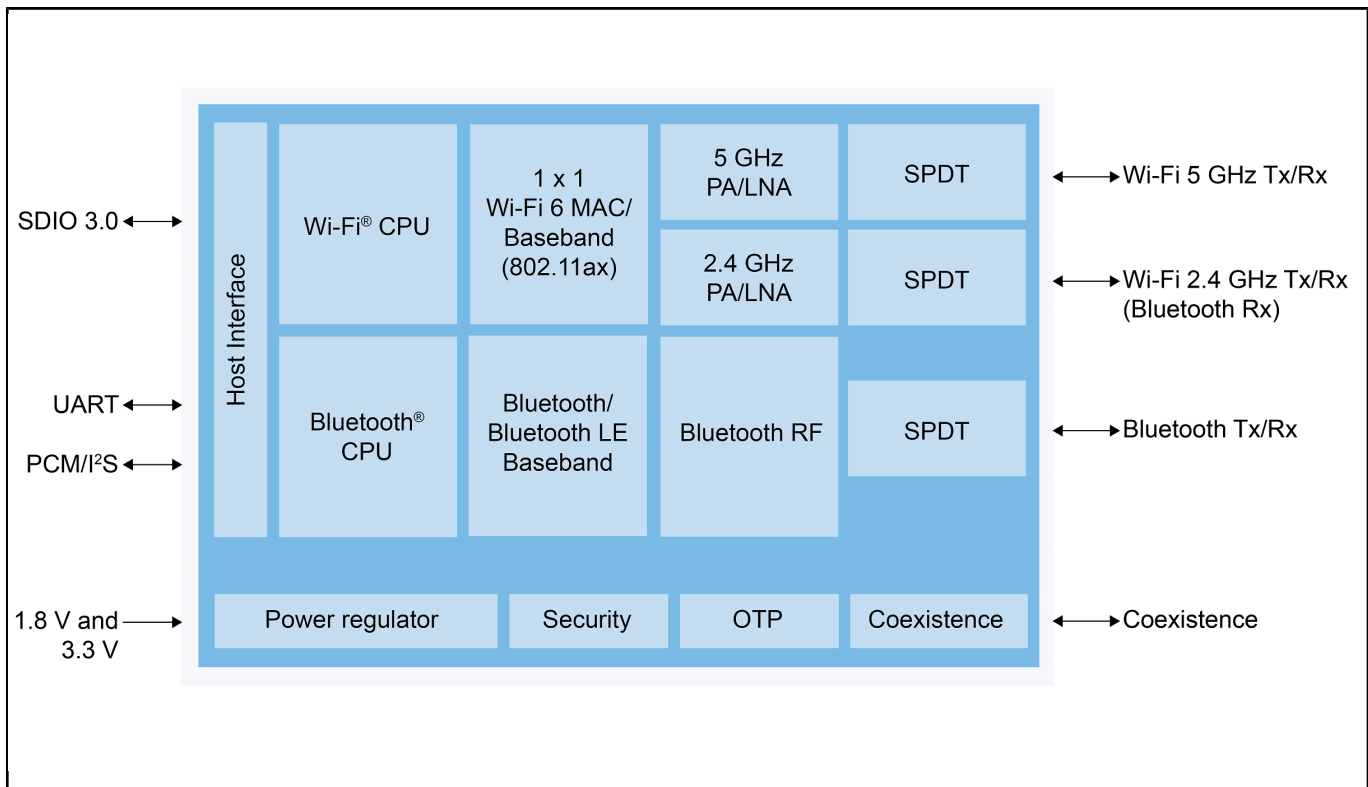 SDIO 3.0
UART
PCM/I²S
1.8 V and
3.3 V
Host Interface
Wi-Fi® CPU
1 x 1
Wi-Fi 6 MAC/
Baseband
(802.11ax)
5 GHz
PA/LNA
SPDT
2.4 GHz
PA/LNA
SPDT
Bluetooth®
CPU
Bluetooth/
Bluetooth LE
Baseband
Bluetooth RF
SPDT
Power regulator
Security
OTP
Coexistence
Wi-Fi 5 GHz Tx/Rx
Wi-Fi 2.4 GHz Tx/Rx
(Bluetooth Rx)
Bluetooth Tx/Rx
Coexistence